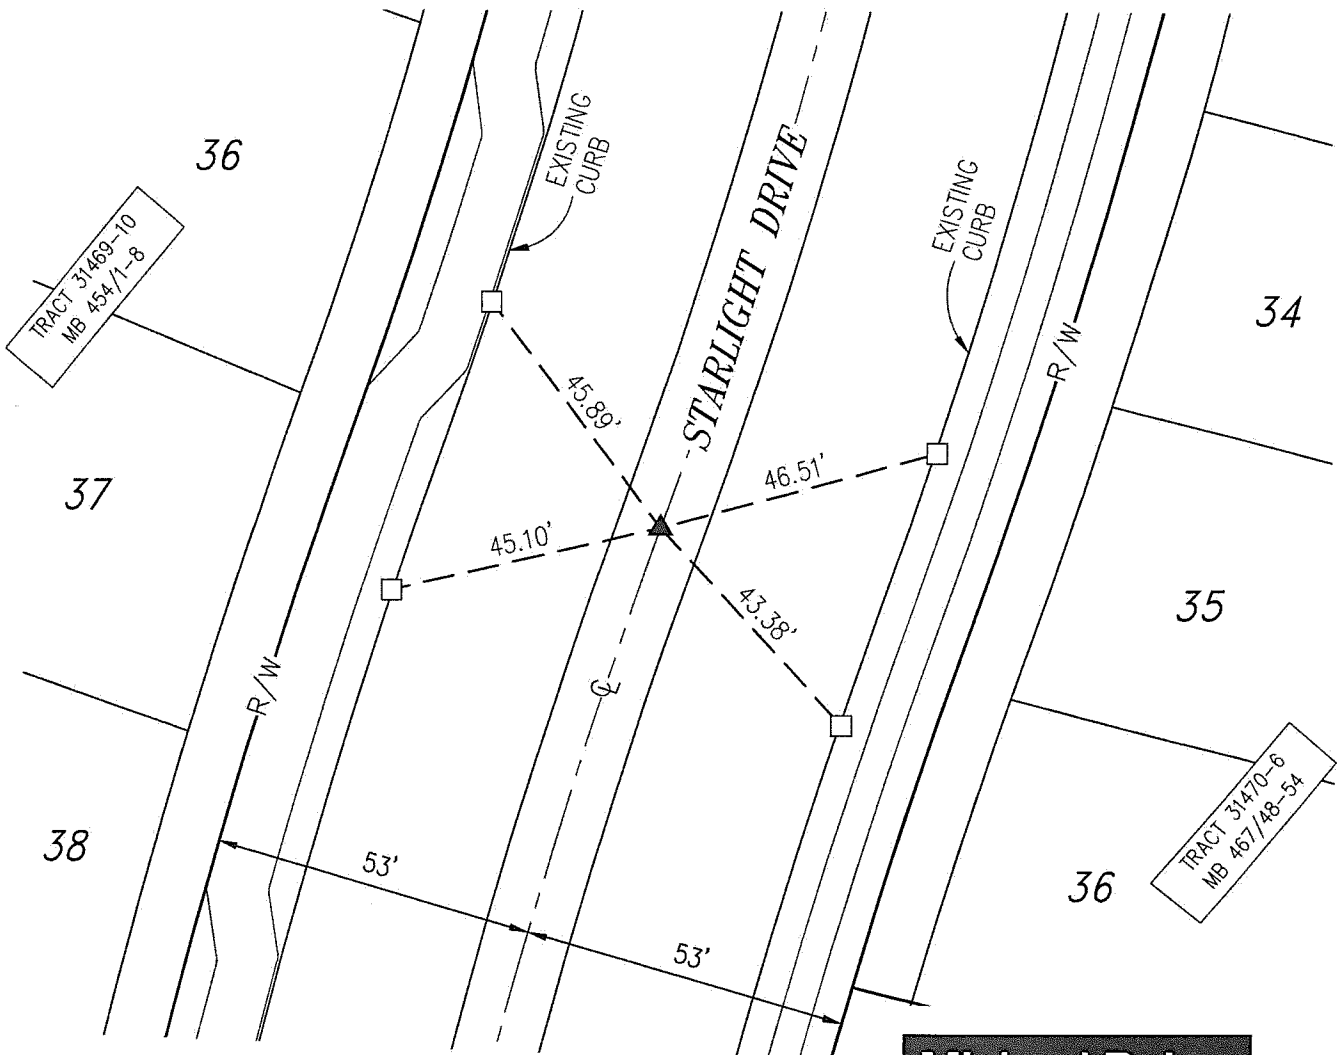 36
EXISTING
CURB
STARLIGHT DRIVE
EXISTING
CURB
TRACT 31469-10
MB 454/1-8
34
R/W
45.89'
37
46.51'
45.10'
43.38'
35
R/W
℄
TRACT 31470-6
MB 467/48-54
38
53'
36
53'